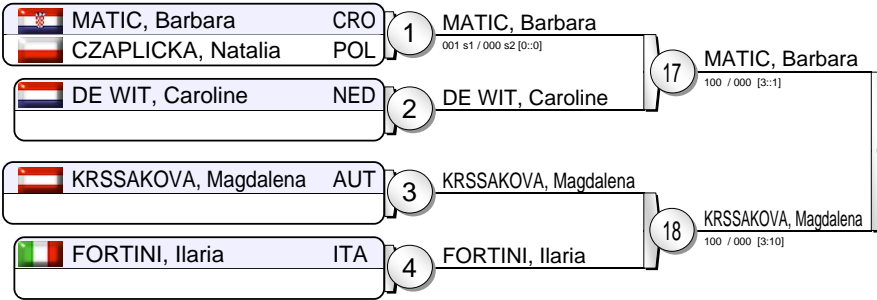 MATIC, Barbara CRO
CZAPLICKA, Natalia POL
1
MATIC, Barbara
001 s1 / 000 s2 [0::0]
DE WIT, Caroline NED
2
DE WIT, Caroline
17
MATIC, Barbara
100 / 000 [3::1]
KRSSAKOVA, Magdalena AUT
3
KRSSAKOVA, Magdalena
FORTINI, Ilaria ITA
4
FORTINI, Ilaria
18
KRSSAKOVA, Magdalena
100 / 000 [3:10]